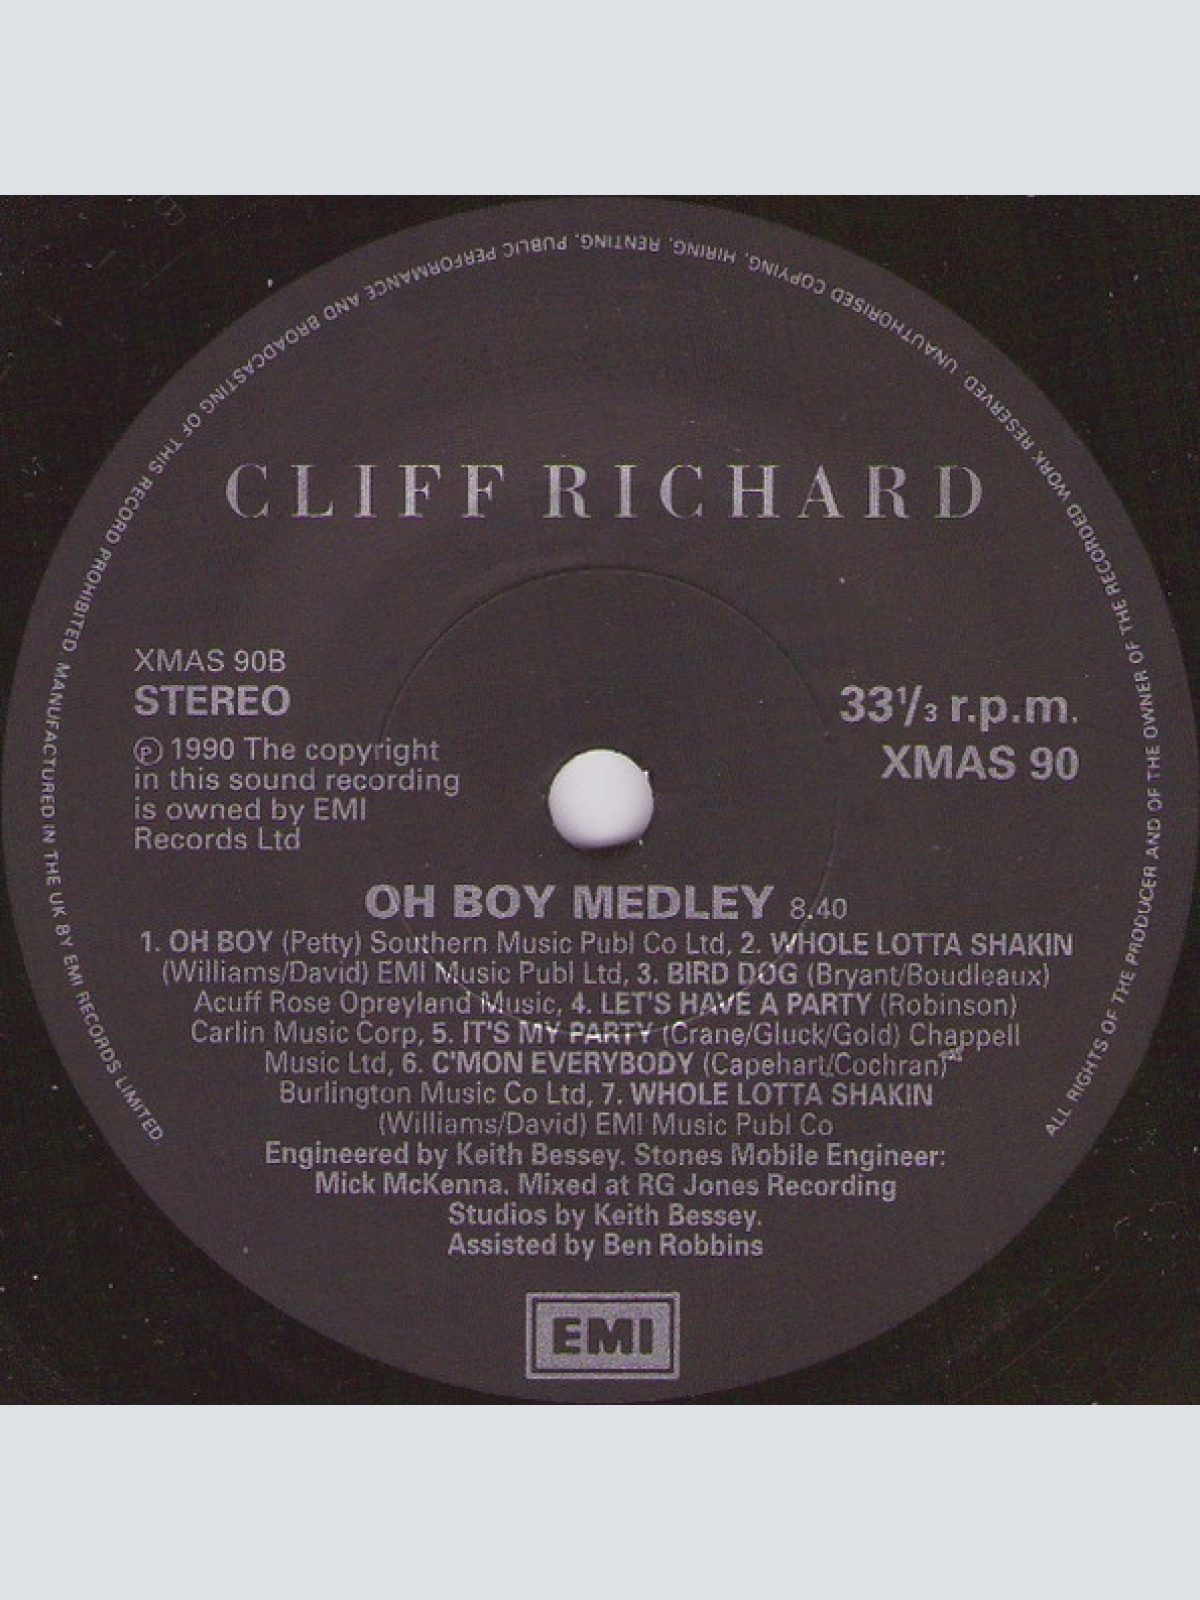 CLIFF RICHARD
XMAS 90B
STEREO
Ⓟ 1990 The copyright
in this sound recording
is owned by EMI
Records Ltd
33⅓ r.p.m.
XMAS 90
OH BOY MEDLEY 8.40
1. OH BOY (Petty) Southern Music Publ Co Ltd, 2. WHOLE LOTTA SHAKIN
(Williams/David) EMI Music Publ Ltd, 3. BIRD DOG (Bryant/Boudleaux)
Acuff Rose Opreyland Music, 4. LET'S HAVE A PARTY (Robinson)
Carlin Music Corp, 5. IT'S MY PARTY (Crane/Gluck/Gold) Chappell
Music Ltd, 6. C'MON EVERYBODY (Capehart/Cochran)
Burlington Music Co Ltd, 7. WHOLE LOTTA SHAKIN
(Williams/David) EMI Music Publ Co
Engineered by Keith Bessey. Stones Mobile Engineer:
Mick McKenna. Mixed at RG Jones Recording
Studios by Keith Bessey.
Assisted by Ben Robbins
EMI
ALL RIGHTS OF THE PRODUCER AND OF THE OWNER OF THE RECORDED WORK RESERVED. UNAUTHORISED COPYING, HIRING, RENTING, PUBLIC PERFORMANCE AND BROADCASTING OF THIS RECORD PROHIBITED. MANUFACTURED IN THE UK BY EMI RECORDS LIMITED